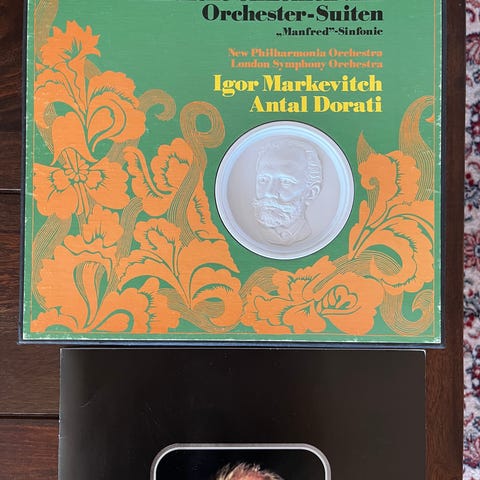 Orchester-Suiten
„Manfred”-Sinfonie
New Philharmonia Orchestra
London Symphony Orchestra
Igor Markevitch
Antal Dorati